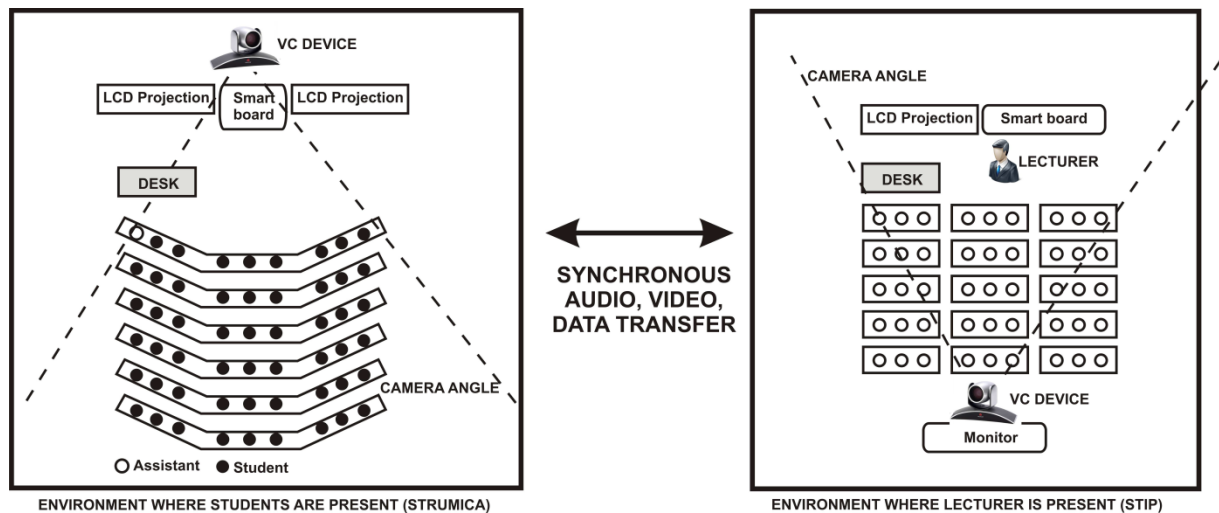 VC DEVICE
LCD Projection
Smart
board
LCD Projection
DESK
CAMERA ANGLE
Assistant
Student
ENVIRONMENT WHERE STUDENTS ARE PRESENT (STRUMICA)
SYNCHRONOUS
AUDIO, VIDEO,
DATA TRANSFER
CAMERA ANGLE
LCD Projection
Smart board
LECTURER
DESK
VC DEVICE
Monitor
ENVIRONMENT WHERE LECTURER IS PRESENT (STIP)